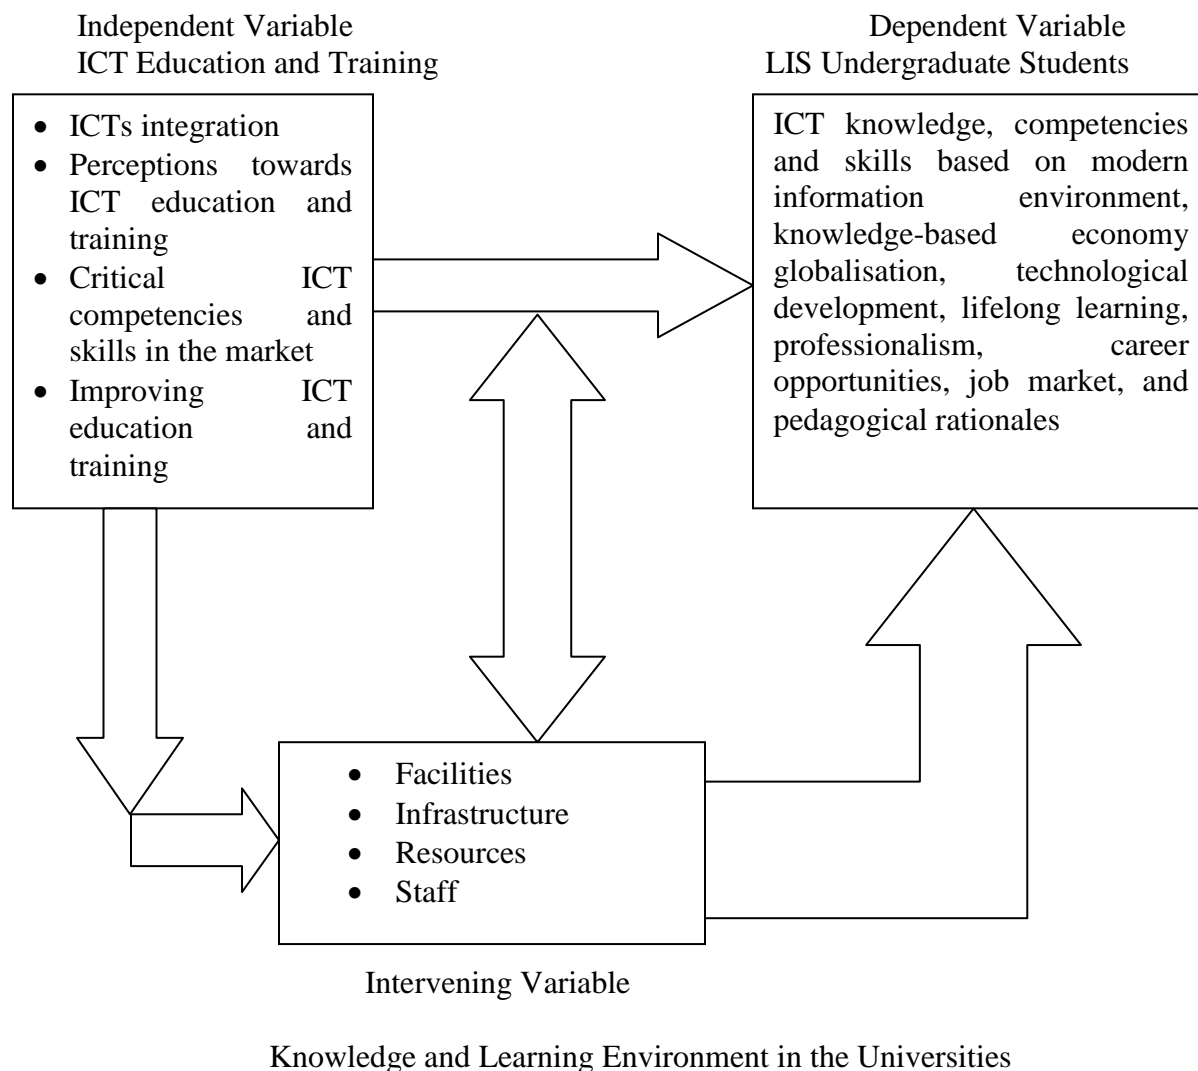 Independent Variable
ICT Education and Training
Dependent Variable
LIS Undergraduate Students
• ICTs integration
• Perceptions towards
ICT education and
training
• Critical ICT
competencies and
skills in the market
• Improving ICT
education and
training
ICT knowledge, competencies
and skills based on modern
information environment,
knowledge-based economy
globalisation, technological
development, lifelong learning,
professionalism, career
opportunities, job market, and
pedagogical rationales
• Facilities
• Infrastructure
• Resources
• Staff
Intervening Variable
Knowledge and Learning Environment in the Universities